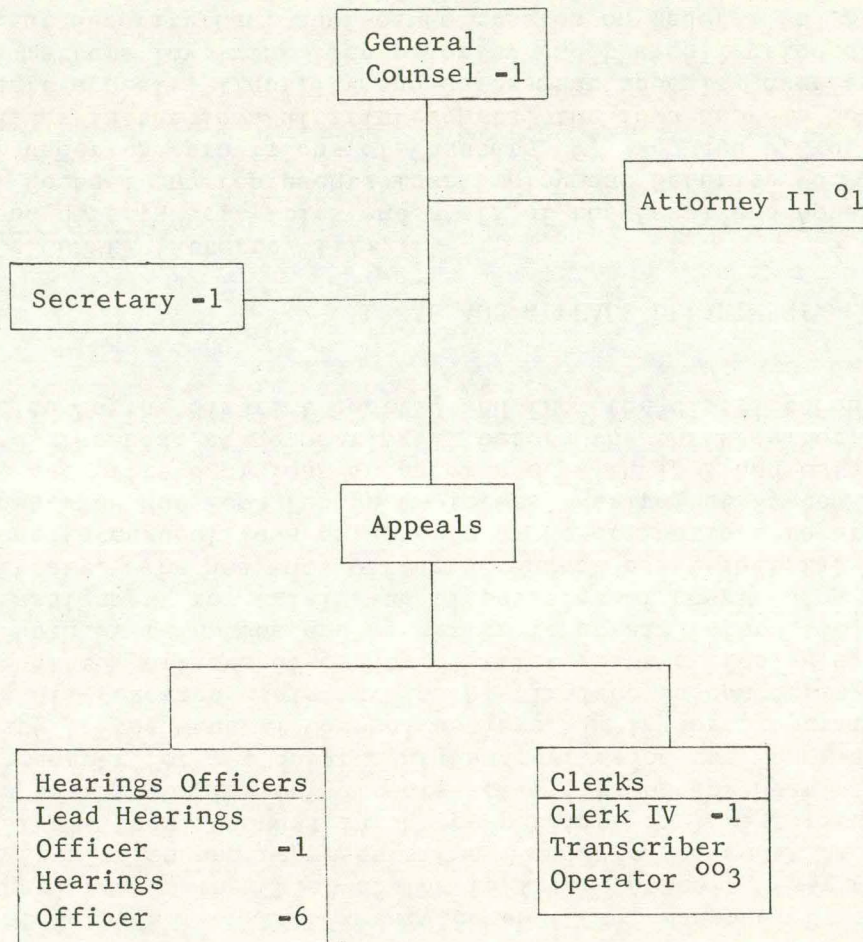 General
Counsel -1
Attorney II °1
Secretary -1
Appeals
Hearings Officers
Lead Hearings
Officer -1
Hearings
Officer -6
Clerks
Clerk IV -1
Transcriber
Operator °°3